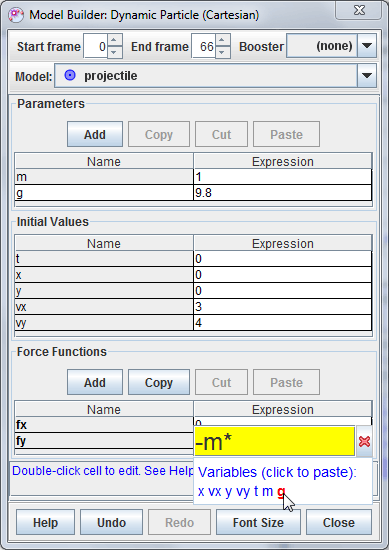 Model Builder: Dynamic Particle (Cartesian)
Start frame 0 End frame 66 Booster (none)
Model: projectile
Parameters
Add Copy Cut Paste
Name Expression
m 1
g 9.8
Initial Values
Name Expression
t 0
x 0
y 0
vx 3
vy 4
Force Functions
Add Copy Cut Paste
Name Expression
fx 0
fy -m*
Double-click cell to edit. See Help
Variables (click to paste):
x vx y vy t m g
Help Undo Redo Font Size Close